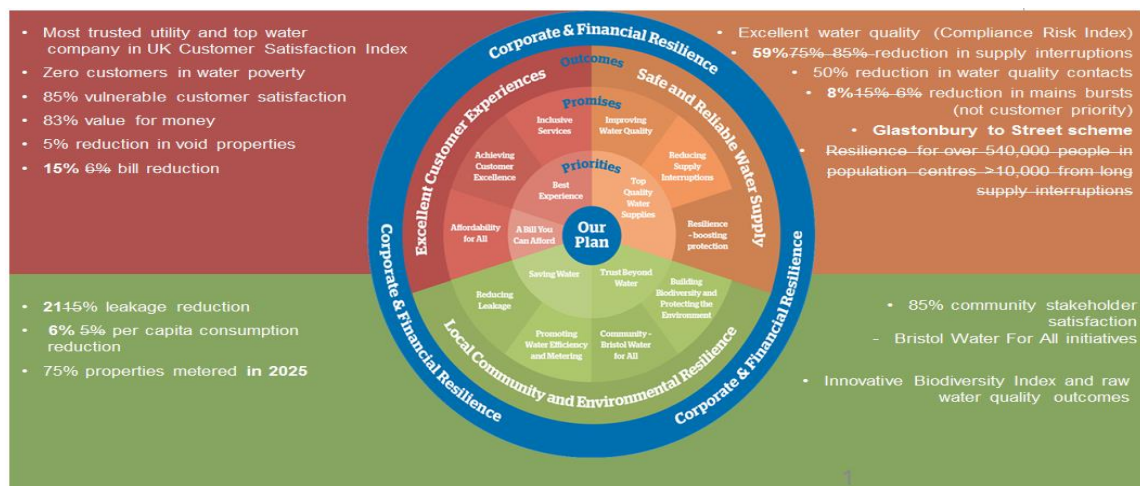 • Most trusted utility and top water
company in UK Customer Satisfaction Index
• Zero customers in water poverty
• 85% vulnerable customer satisfaction
• 83% value for money
• 5% reduction in void properties
• 15% 6% bill reduction
• Excellent water quality (Compliance Risk Index)
• 59%75% 85% reduction in supply interruptions
• 50% reduction in water quality contacts
• 8%15% 6% reduction in mains bursts
(not customer priority)
• Glastonbury to Street scheme
• Resilience for over 540,000 people in
population centres >10,000 from long
supply interruptions
Corporate & Financial Resilience
Outcomes
Excellent Customer Experiences
Safe and Reliable Water Supply
Promises
Inclusive
Services
Improving
Water Quality
Achieving
Customer
Excellence
Reducing
Supply
Interruptions
Priorities
Best
Experience
Top
Quality
Water
Supplies
Affordability
for All
A Bill You
Can Afford
Our
Plan
Resilience
- boosting
protection
Saving Water
Trust Beyond
Water
Reducing
Leakage
Building
Biodiversity and
Protecting the
Environment
Promoting
Water Efficiency
and Metering
Community -
Bristol Water
for All
Local Community and Environmental Resilience
Corporate & Financial Resilience
Corporate & Financial Resilience
• 2115% leakage reduction
• 6% 5% per capita consumption
reduction
• 75% properties metered in 2025
• 85% community stakeholder
satisfaction
- Bristol Water For All initiatives
• Innovative Biodiversity Index and raw
water quality outcomes
1